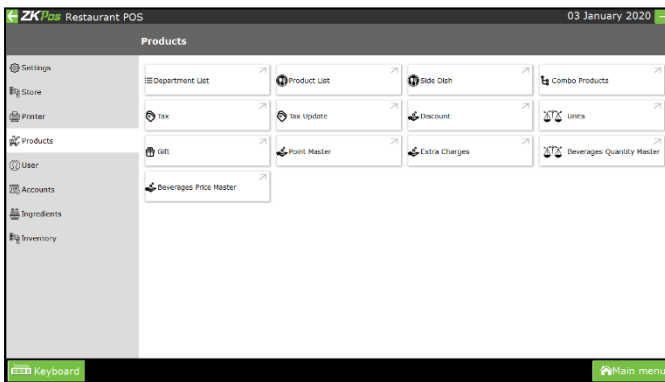 ZKPos Restaurant POS
03 January 2020
Products
Settings
Store
Printer
Products
User
Accounts
Ingredients
Inventory
Department List
Product List
Side Dish
Combo Products
Tax
Tax Update
Discount
Units
Gift
Point Master
Extra Charges
Beverages Quantity Master
Beverages Price Master
Keyboard
Main menu